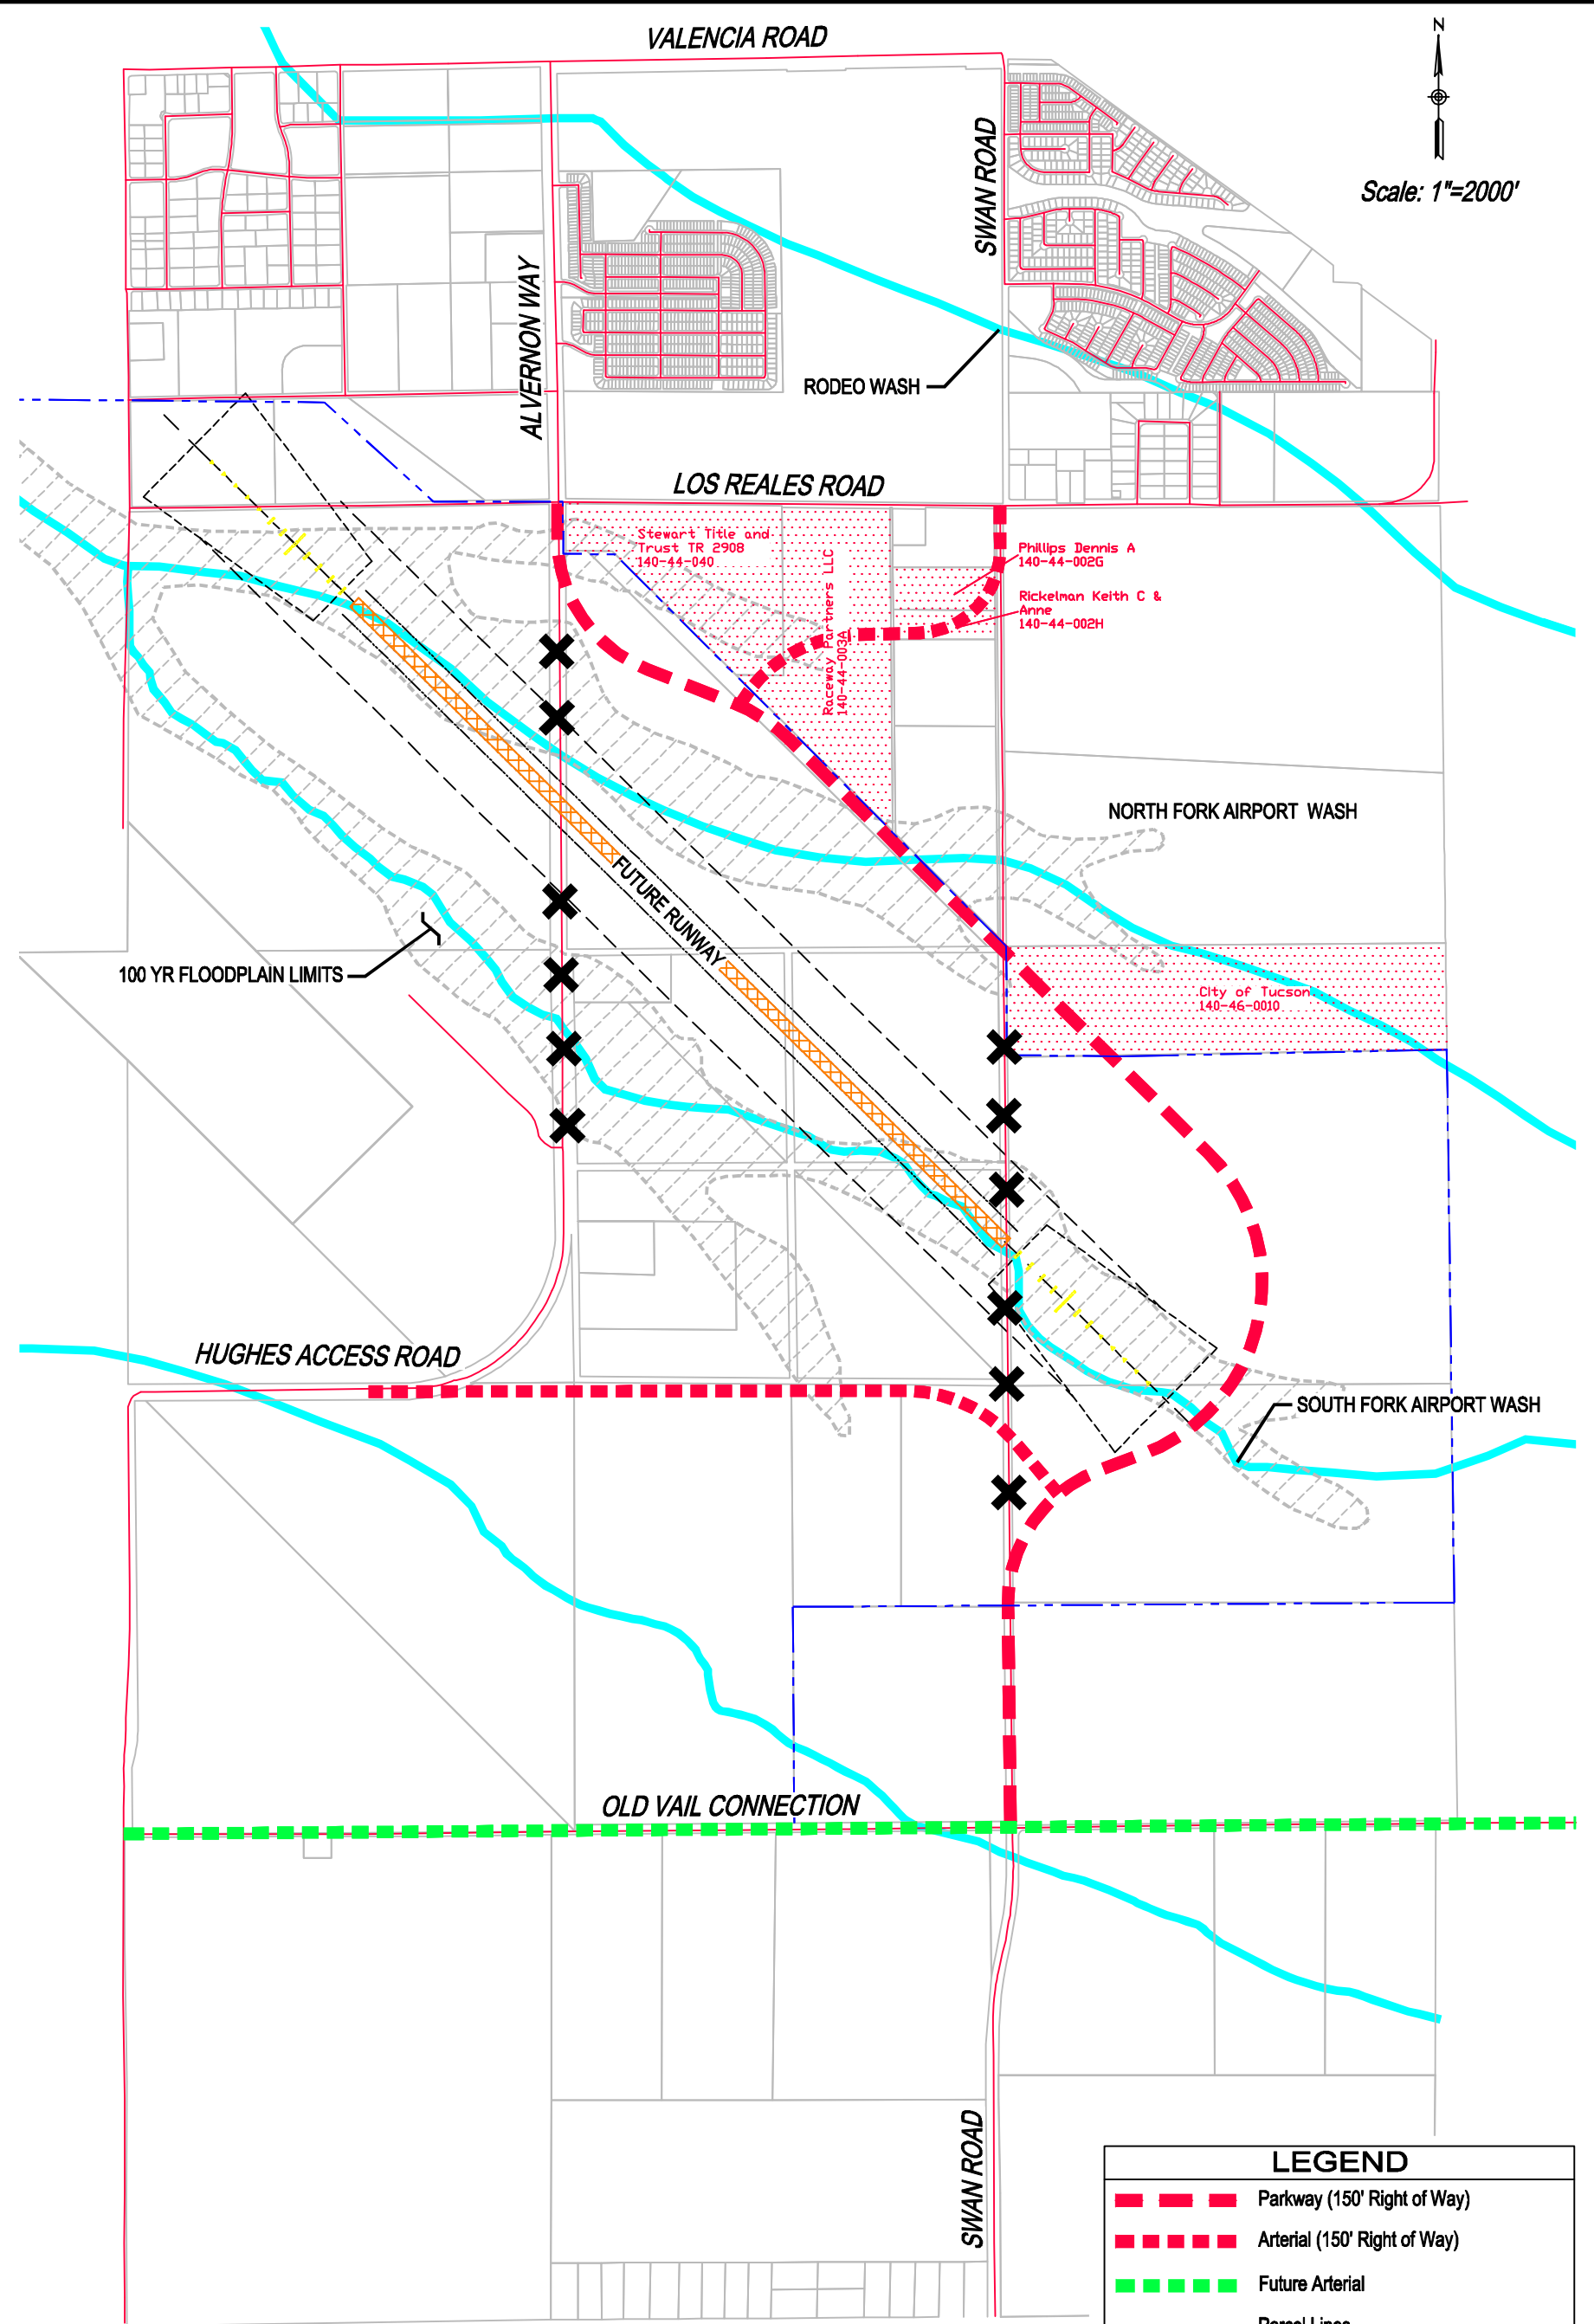 VALENCIA ROAD
N
Scale: 1"=2000'
SWAN ROAD
ALVERNON WAY
RODEO WASH
LOS REALES ROAD
Stewart Title and
Trust TR 2908
140-44-040
Raceway Partners LLC
140-44-003A
Phillips Dennis A
140-44-002G
Rickelman Keith C &
Anne
140-44-002H
NORTH FORK AIRPORT WASH
FUTURE RUNWAY
100 YR FLOODPLAIN LIMITS
City of Tucson
140-46-0010
HUGHES ACCESS ROAD
SOUTH FORK AIRPORT WASH
OLD VAIL CONNECTION
SWAN ROAD
LEGEND
Parkway (150' Right of Way)
Arterial (150' Right of Way)
Future Arterial